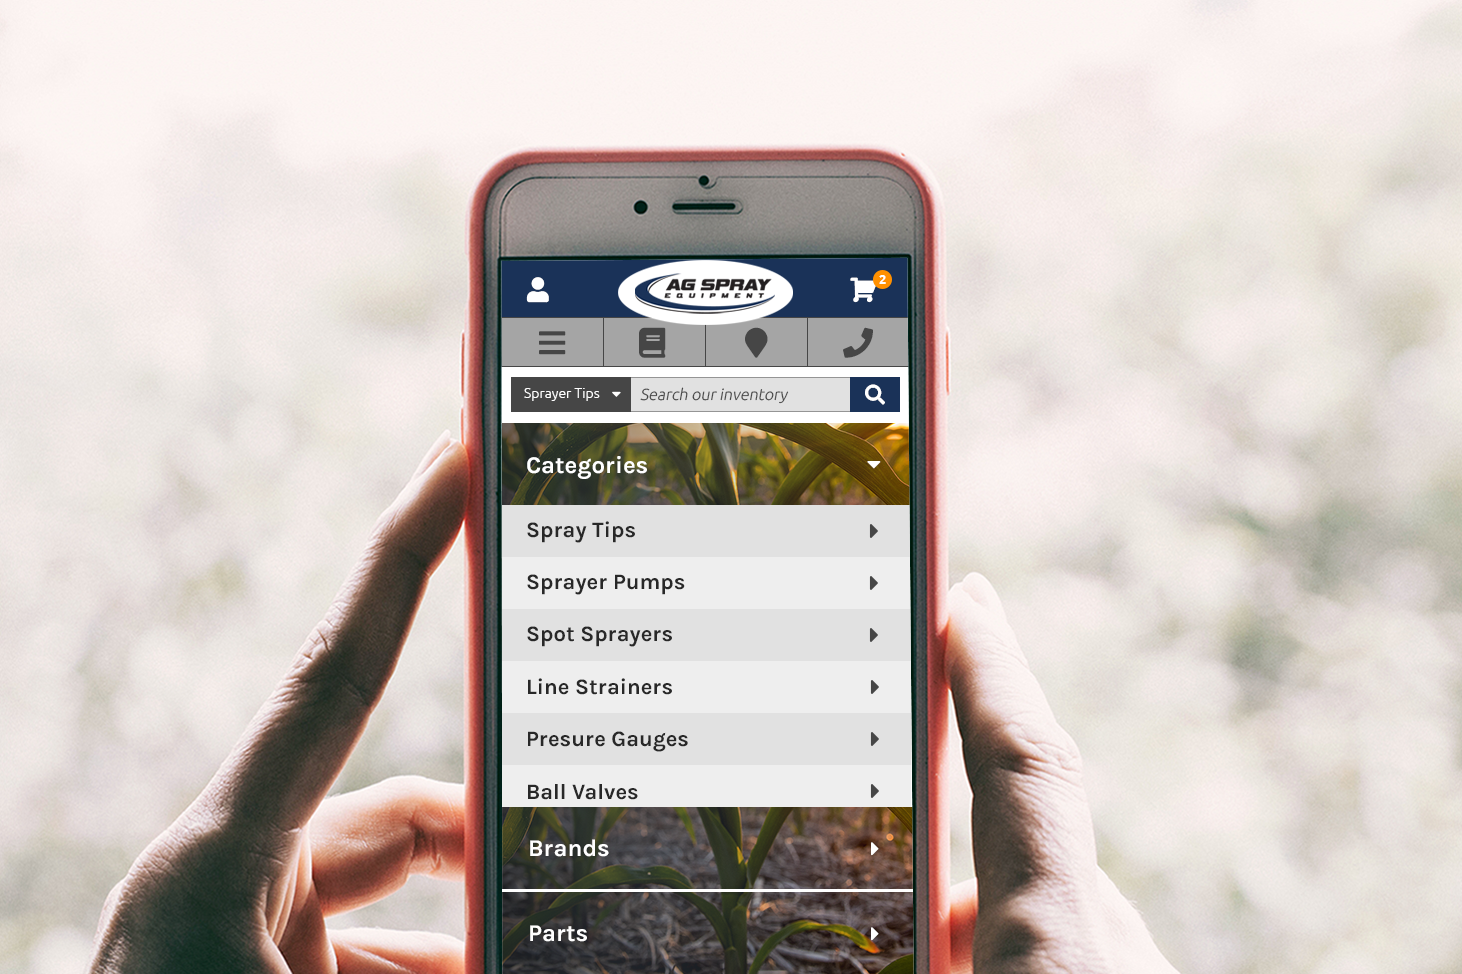 AG SPRAY
EQUIPMENT
2
Sprayer Tips
Search our inventory
Categories
Spray Tips
Sprayer Pumps
Spot Sprayers
Line Strainers
Presure Gauges
Ball Valves
Brands
Parts